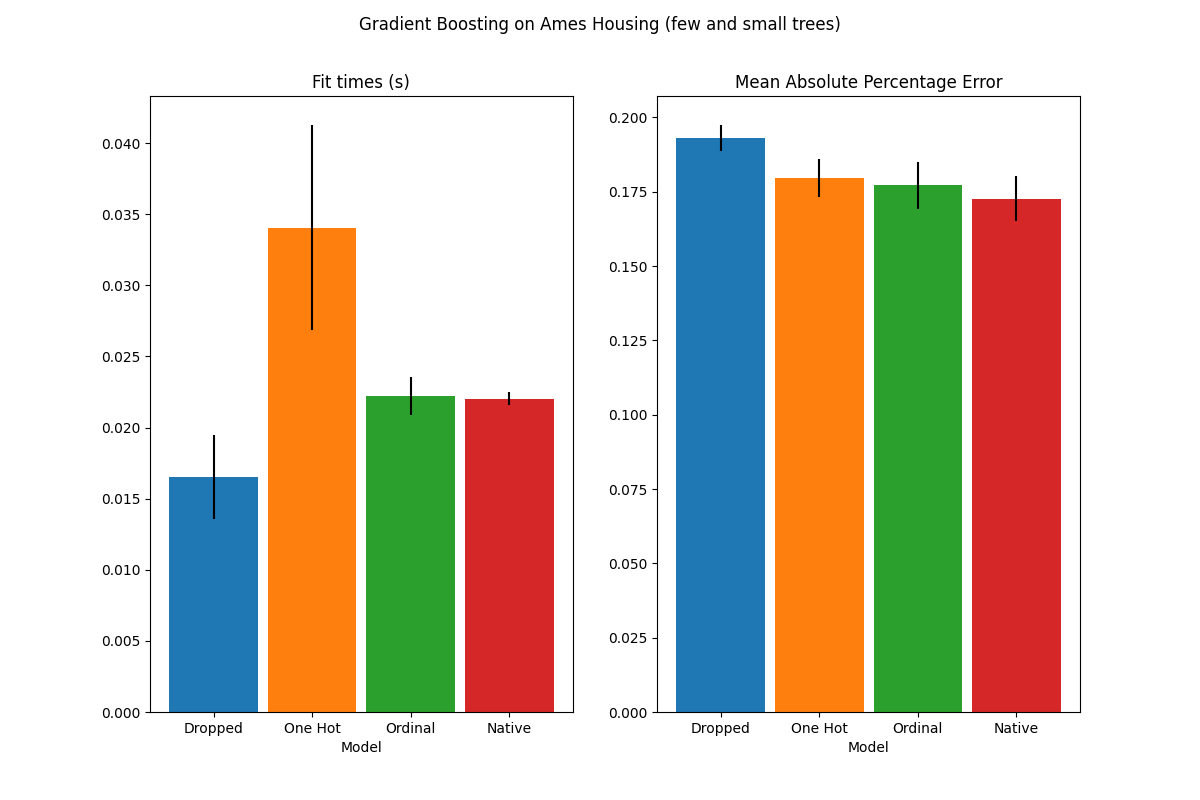 Gradient Boosting on Ames Housing (few and small trees)
Fit times (s)
0.040
0.035
0.030
0.025
0.020
0.015
0.010
0.005
0.000
Dropped One Hot Ordinal Native
Model
Mean Absolute Percentage Error
0.200
0.175
0.150
0.125
0.100
0.075
0.050
0.025
0.000
Dropped One Hot Ordinal Native
Model